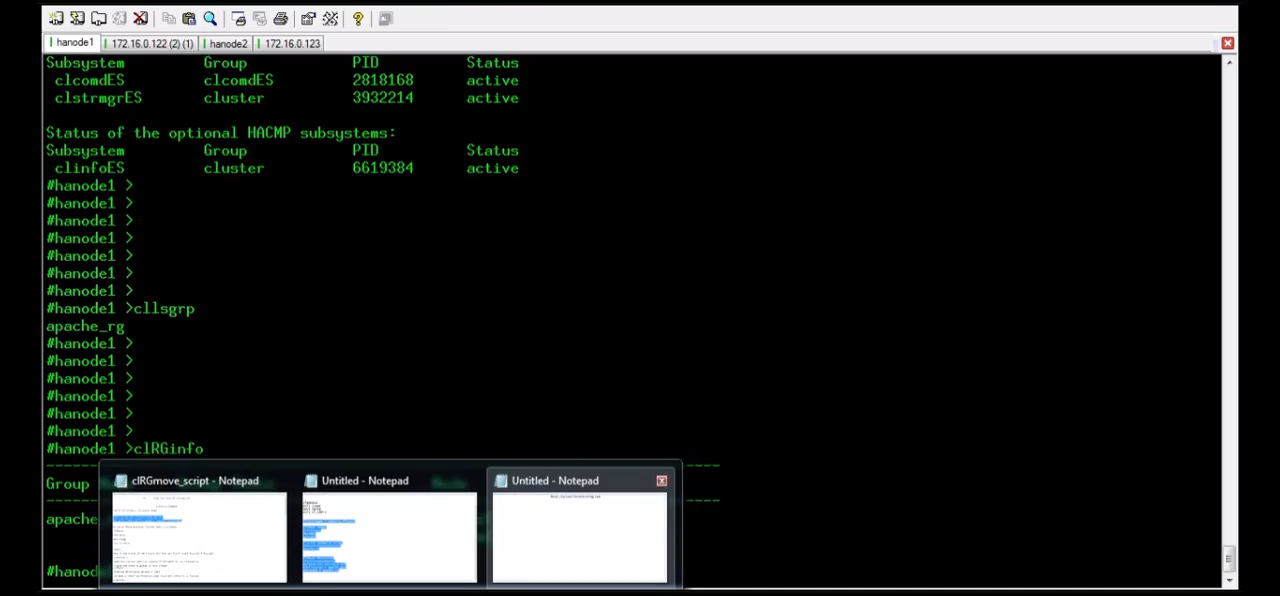 hanode1
172.16.0.122 (2) (1)
hanode2
172.16.0.123
Subsystem Group PID Status
clcomdES clcomdES 2818168 active
clstrmgrES cluster 3932214 active
Status of the optional HACMP subsystems:
Subsystem Group PID Status
clinfoES cluster 6619384 active
#hanode1 >
#hanode1 >
#hanode1 >
#hanode1 >
#hanode1 >
#hanode1 >
#hanode1 >
#hanode1 >cllsgrp
apache_rg
#hanode1 >
#hanode1 >
#hanode1 >
#hanode1 >
#hanode1 >
#hanode1 >
#hanode1 >clRGinfo
Group
apache
#hanod
clRGmove_script - Notepad
Untitled - Notepad
Untitled - Notepad